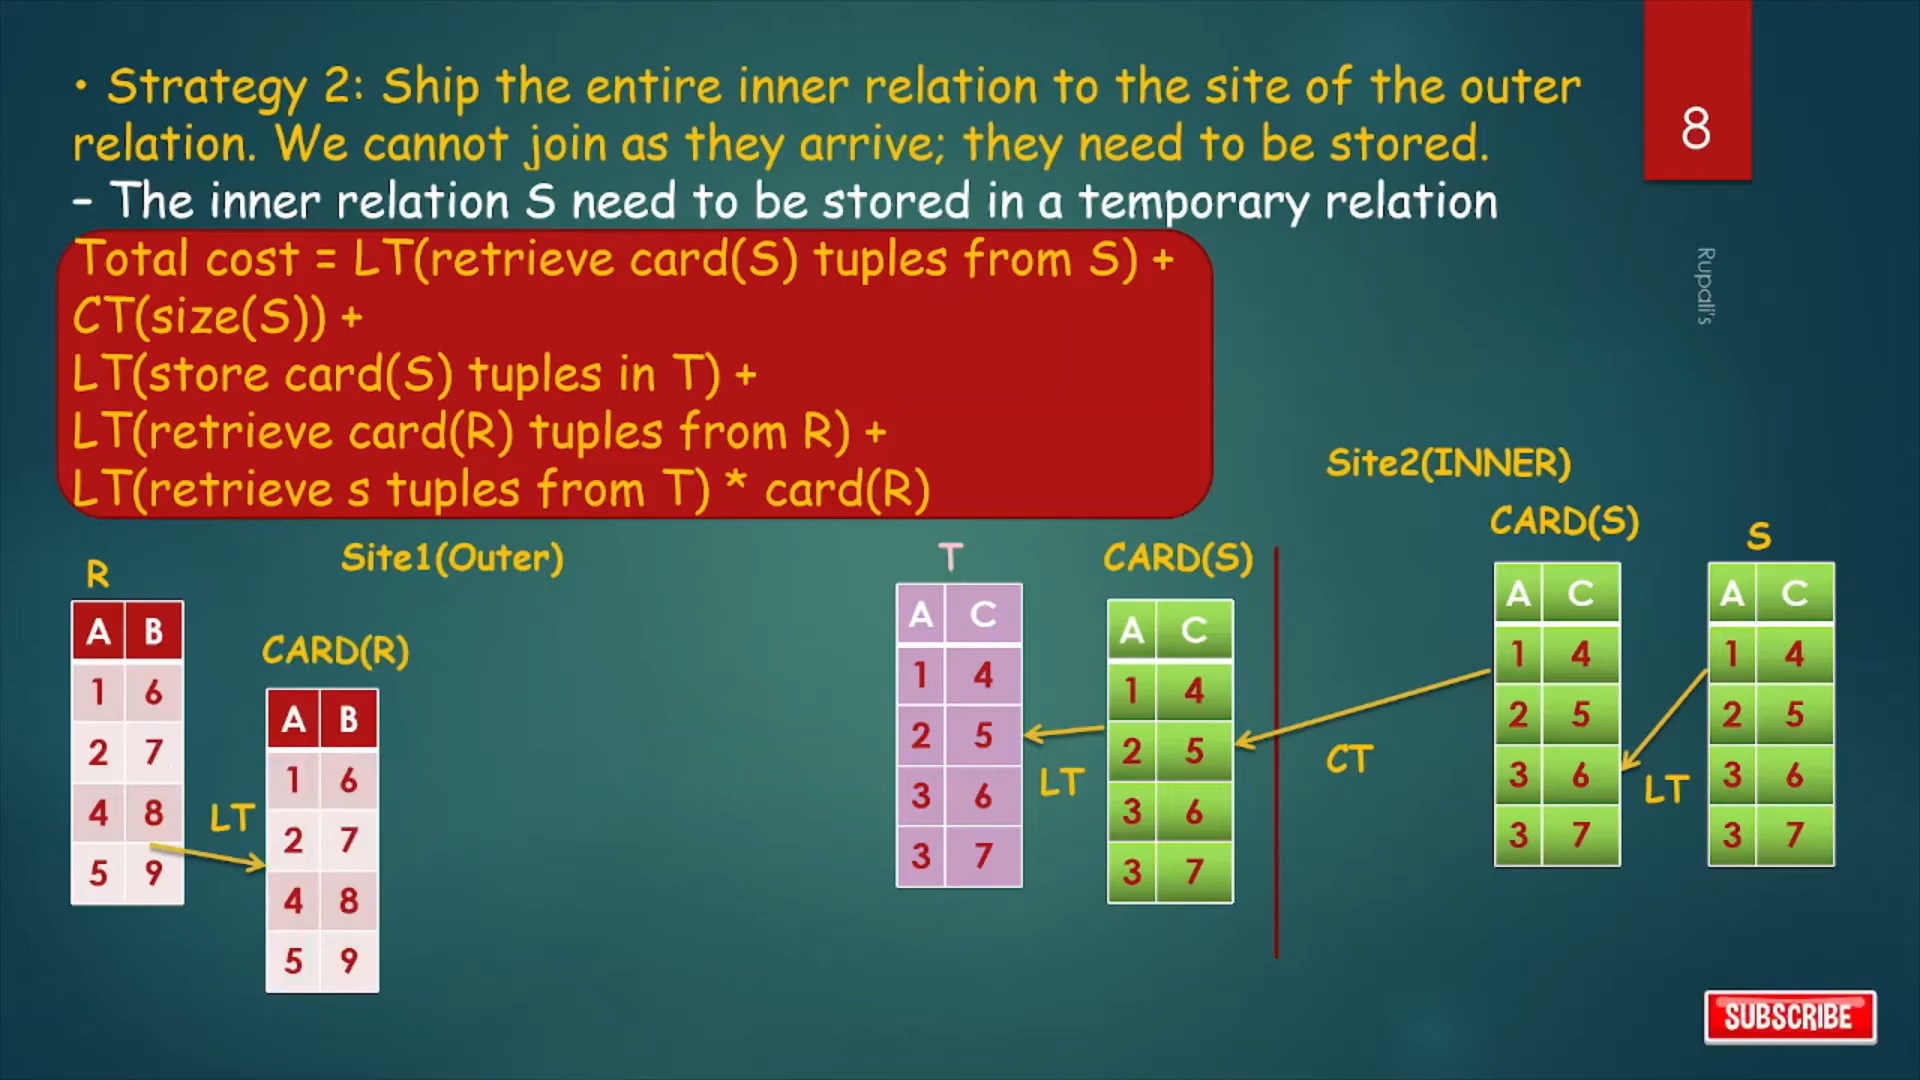 • Strategy 2: Ship the entire inner relation to the site of the outer
relation. We cannot join as they arrive; they need to be stored.
– The inner relation S need to be stored in a temporary relation
Total cost = LT(retrieve card(S) tuples from S) +
CT(size(S)) +
LT(store card(S) tuples in T) +
LT(retrieve card(R) tuples from R) +
LT(retrieve s tuples from T) * card(R)
8
Rupali's
Site1(Outer)
R
A B
1 6
2 7
4 8
5 9
LT
CARD(R)
A B
1 6
2 7
4 8
5 9
T
A C
1 4
2 5
3 6
3 7
LT
CARD(S)
A C
1 4
2 5
3 6
3 7
CT
Site2(INNER)
CARD(S)
A C
1 4
2 5
3 6
3 7
LT
S
A C
1 4
2 5
3 6
3 7
SUBSCRIBE